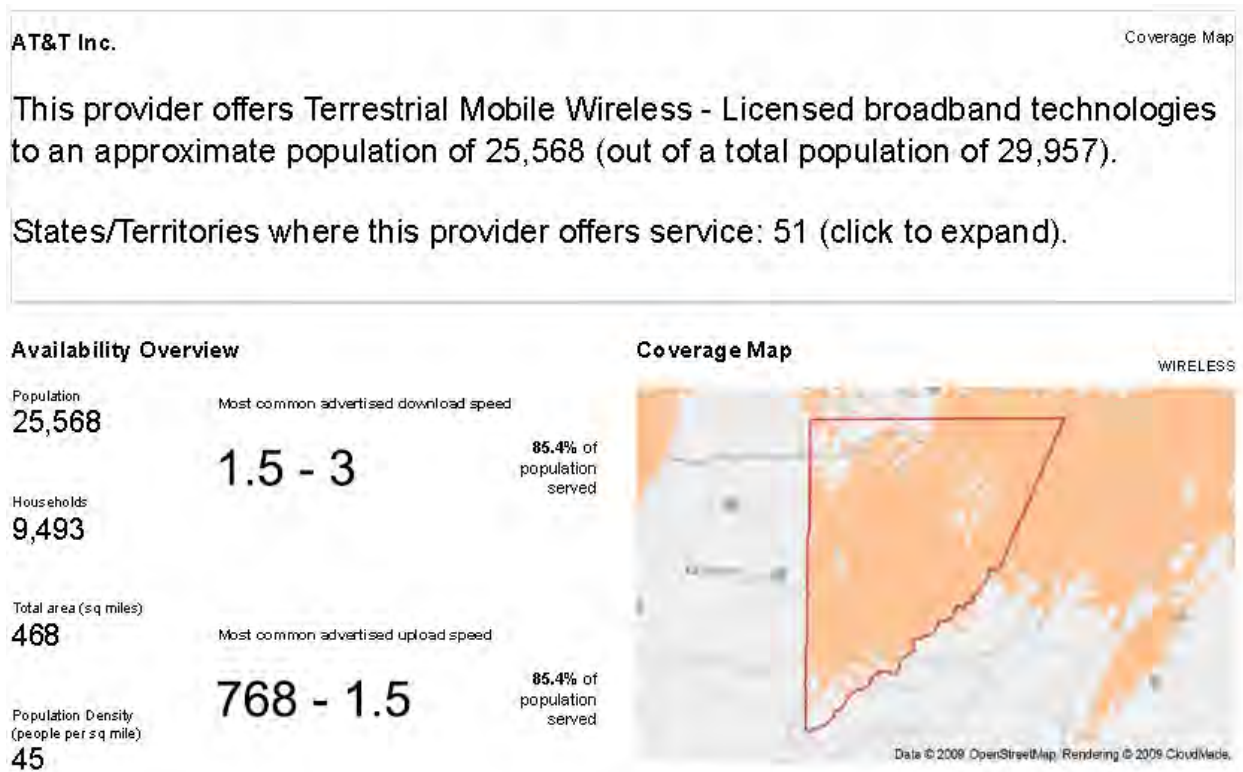 AT&T Inc.
Coverage Map
This provider offers Terrestrial Mobile Wireless - Licensed broadband technologies
to an approximate population of 25,568 (out of a total population of 29,957).
States/Territories where this provider offers service: 51 (click to expand).
Availability Overview
Population
25,568
Households
9,493
Total area (sq miles)
468
Population Density
(people per sq mile)
45
Most common advertised download speed
1.5 - 3
85.4% of
population
served
Most common advertised upload speed
768 - 1.5
85.4% of
population
served
Coverage Map
WIRELESS
Data © 2009 OpenStreetMap, Rendering © 2009 CloudMade.